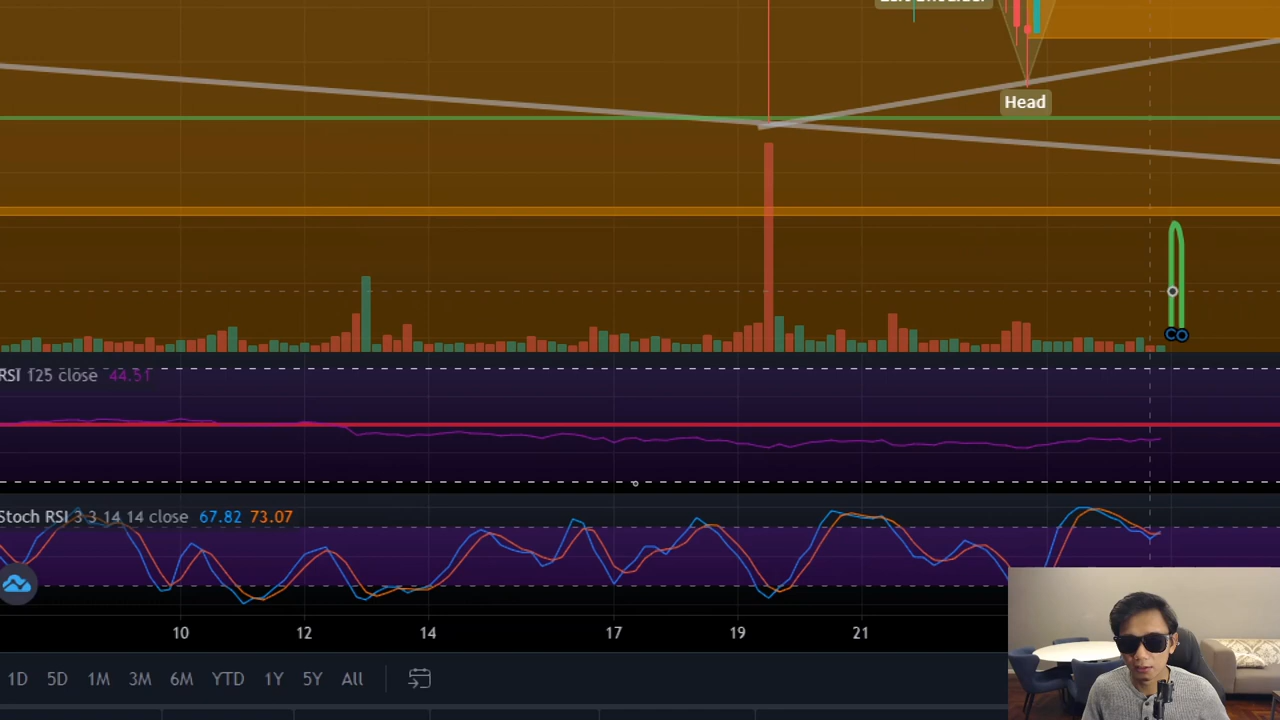 Head
RSI 125 close 44.51
Stoch RSI 3 3 14 14 close 67.82 73.07
10 12 14 17 19 21
1D 5D 1M 3M 6M YTD 1Y 5Y All